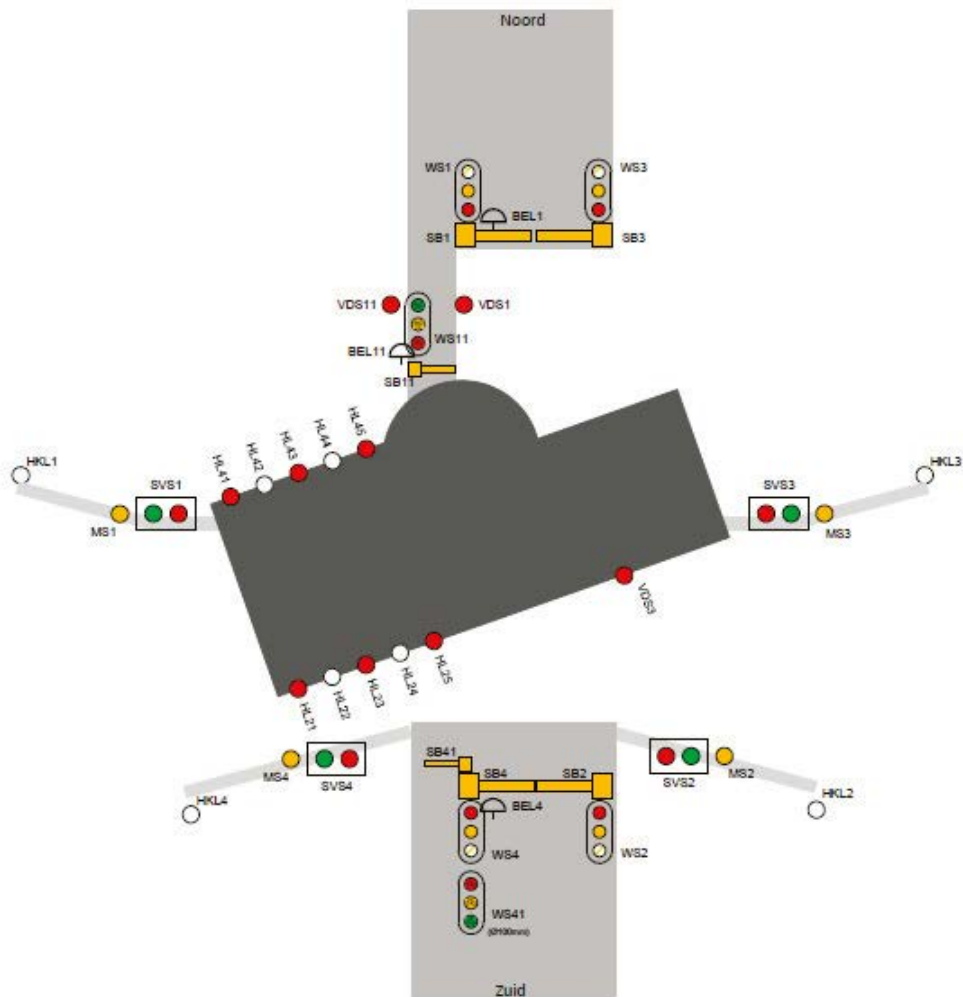 Noord
WS1
WS3
BEL1
SB1
SB3
VDS11
VDS1
WS11
BEL11
SB11
HL41
HL42
HL43
HL44
HL45
HKL1
SVS1
MS1
HKL3
SVS3
MS3
VDS3
HL21
HL22
HL23
HL24
HL25
SB41
SB4
SB2
MS4
SVS4
HKL4
SVS2
MS2
HKL2
BEL4
WS4
WS2
WS41
(Ø100mm)
Zuid